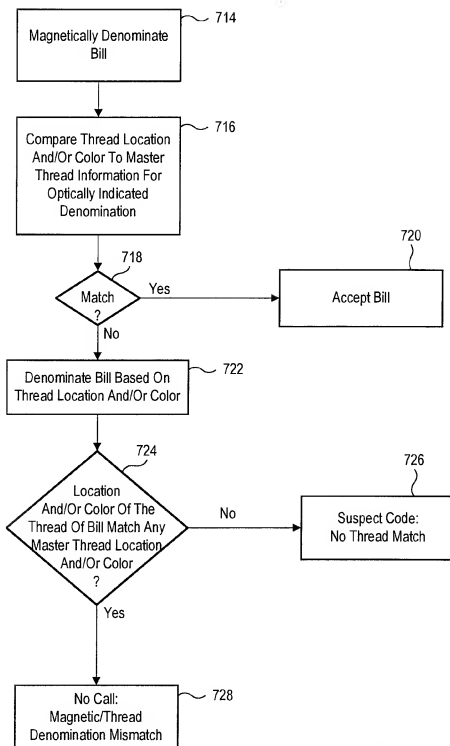 714
Magnetically Denominate
Bill
716
Compare Thread Location
And/Or Color To Master
Thread Information For
Optically Indicated
Denomination
718
Match
?
Yes
No
720
Accept Bill
722
Denominate Bill Based On
Thread Location And/Or Color
724
Location
And/Or Color Of The
Thread Of Bill Match Any
Master Thread Location
And/Or Color
?
No
Yes
726
Suspect Code:
No Thread Match
728
No Call:
Magnetic/Thread
Denomination Mismatch